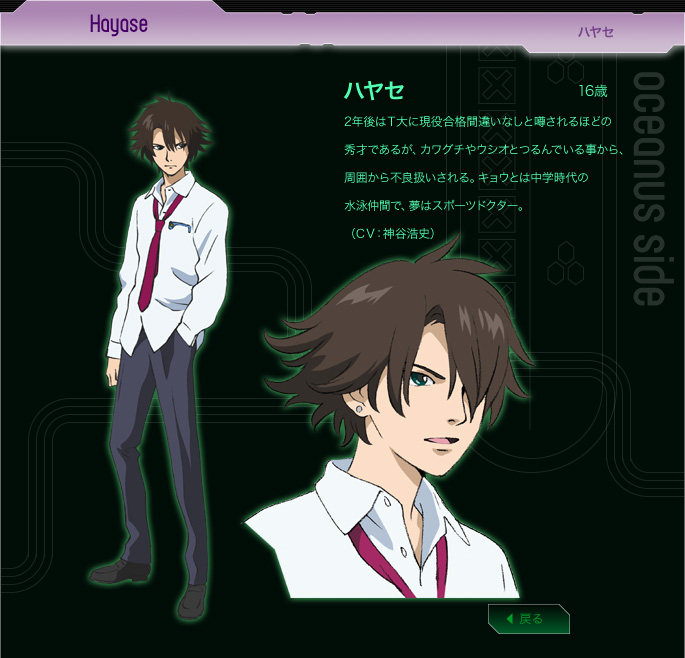 Hayase
ハヤセ
ハヤセ 16歳
2年後はT大に現役合格間違いなしと噂されるほどの
秀才であるが、カワグチやウシオとつるんでいる事から、
周囲から不良扱いされる。キョウとは中学時代の
水泳仲間で、夢はスポーツドクター。
（CV：神谷浩史）
oceanus side
戻る